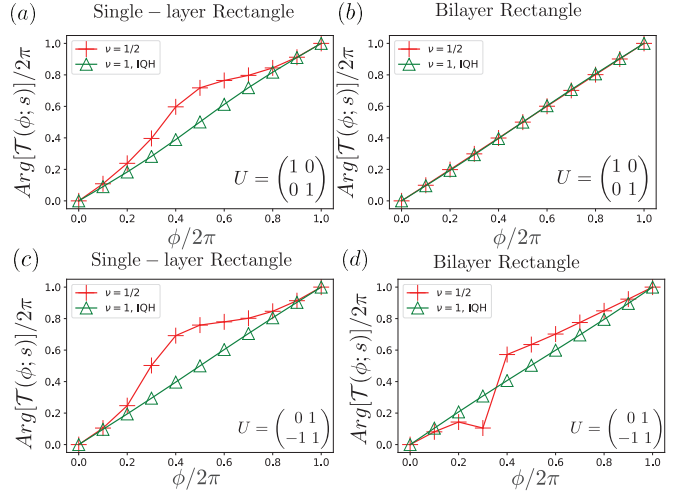 (a) Single-layer Rectangle
Arg[𝒯(ϕ; s)]/2π
1.0
0.8
0.6
0.4
0.2
0.0
ν = 1/2
ν = 1, IQH
U = (1 0
0 1)
0.0 0.2 0.4 0.6 0.8 1.0
ϕ/2π
(b) Bilayer Rectangle
Arg[𝒯(ϕ; s)]/2π
1.0
0.8
0.6
0.4
0.2
0.0
ν = 1/2
ν = 1, IQH
U = (1 0
0 1)
0.0 0.2 0.4 0.6 0.8 1.0
ϕ/2π
(c) Single-layer Rectangle
Arg[𝒯(ϕ; s)]/2π
1.0
0.8
0.6
0.4
0.2
0.0
ν = 1/2
ν = 1, IQH
U = (0 1
−1 1)
0.0 0.2 0.4 0.6 0.8 1.0
ϕ/2π
Bilayer Rectangle (d)
Arg[𝒯(ϕ; s)]/2π
1.0
0.8
0.6
0.4
0.2
0.0
ν = 1/2
ν = 1, IQH
U = (0 1
−1 1)
0.0 0.2 0.4 0.6 0.8 1.0
ϕ/2π